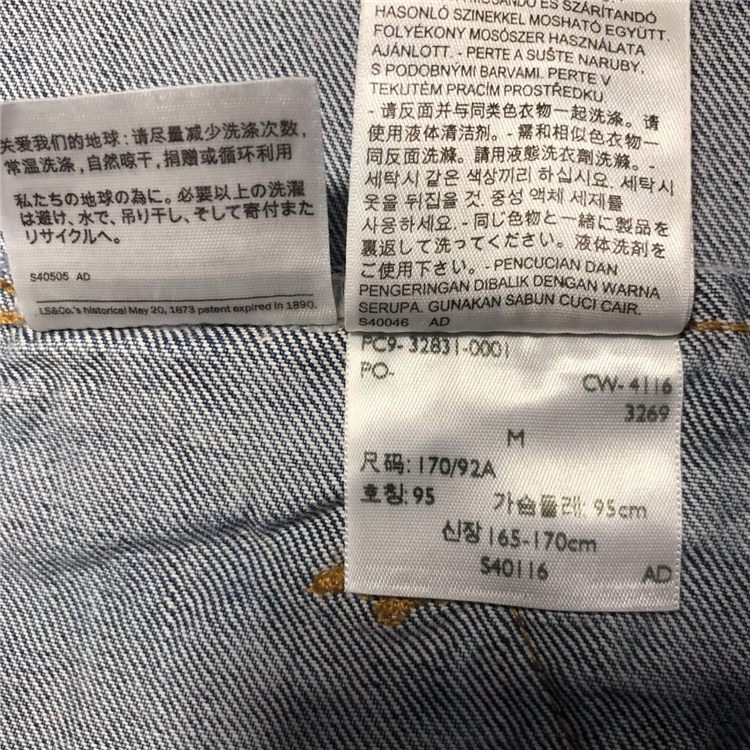 关爱我们的地球: 请尽量减少洗涤次数,
常温洗涤, 自然晾干, 捐赠或循环利用
私たちの地球の為に。必要以上の洗濯
は避け、水で、吊り干し、そして寄付また
リサイクルへ。
S40505 AD
LS&Co.'s historical May 20, 1873 patent expired in 1890.
MOSANDÓ ÉS SZÁRÍTANDÓ
HASONLÓ SZINEKKEL MOSHATÓ EGYÜTT.
FOLYÉKONY MOSÓSZER HASZNÁLATA
AJÁNLOTT. - PERTE A SUŠTE NARUBY,
S PODOBNÝMI BARVAMI. PERTE V
TEKUTÉM PRACÍM PROSTŘEDKU
- 请反面并与同类色衣物一起洗涤。请
使用液体清洁剂。- 需和相似色衣物一
同反面洗滌。請用液態洗衣劑洗滌。-
세탁시 같은 색상끼리 하십시요. 세탁시
옷을 뒤집을 것. 중성 액체 세제를
사용하세요. - 同じ色物と一緒に製品を
裏返して洗ってください。液体洗剤を
ご使用下さい。- PENCUCIAN DAN
PENGERINGAN DIBALIK DENGAN WARNA
SERUPA. GUNAKAN SABUN CUCI CAIR.
S40046 AD
PC9-32831-0001
PO-
CW-4116
3269
M
尺码: 170/92A
호칭: 95 가슴둘레: 95cm
신장 165-170cm
S40116 AD